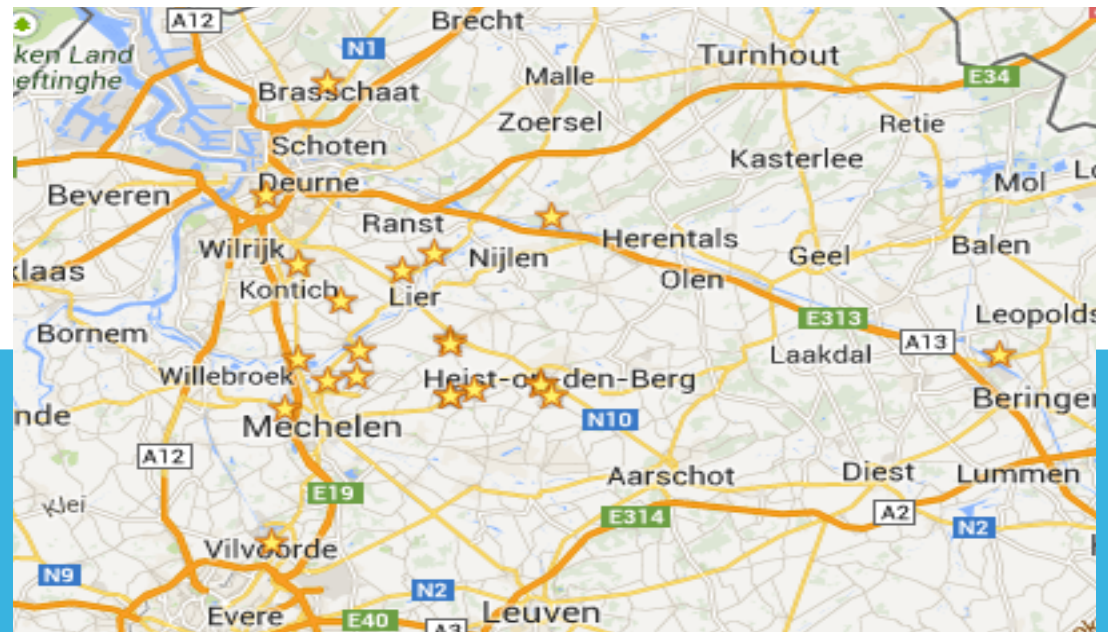 A12
Brecht
N1
ken Land
eftinghe
Turnhout
Malle
E34
Brasschaat
Zoersel
Retie
Schoten
Kasterlee
Deurne
Mol
Beveren
Ranst
Wilrijk
Nijlen
Herentals
Geel
Balen
klaas
Olen
Kontich
Lier
E313
Leopolds
Bornem
A13
Laakdal
Willebroek
Heist-op-den-Berg
Beringe
nde
N10
Mechelen
A12
Aarschot
Diest
Lummen
E19
Klei
A2
E314
N2
Vilvoorde
N9
N2
Evere
E40
A3
Leuven